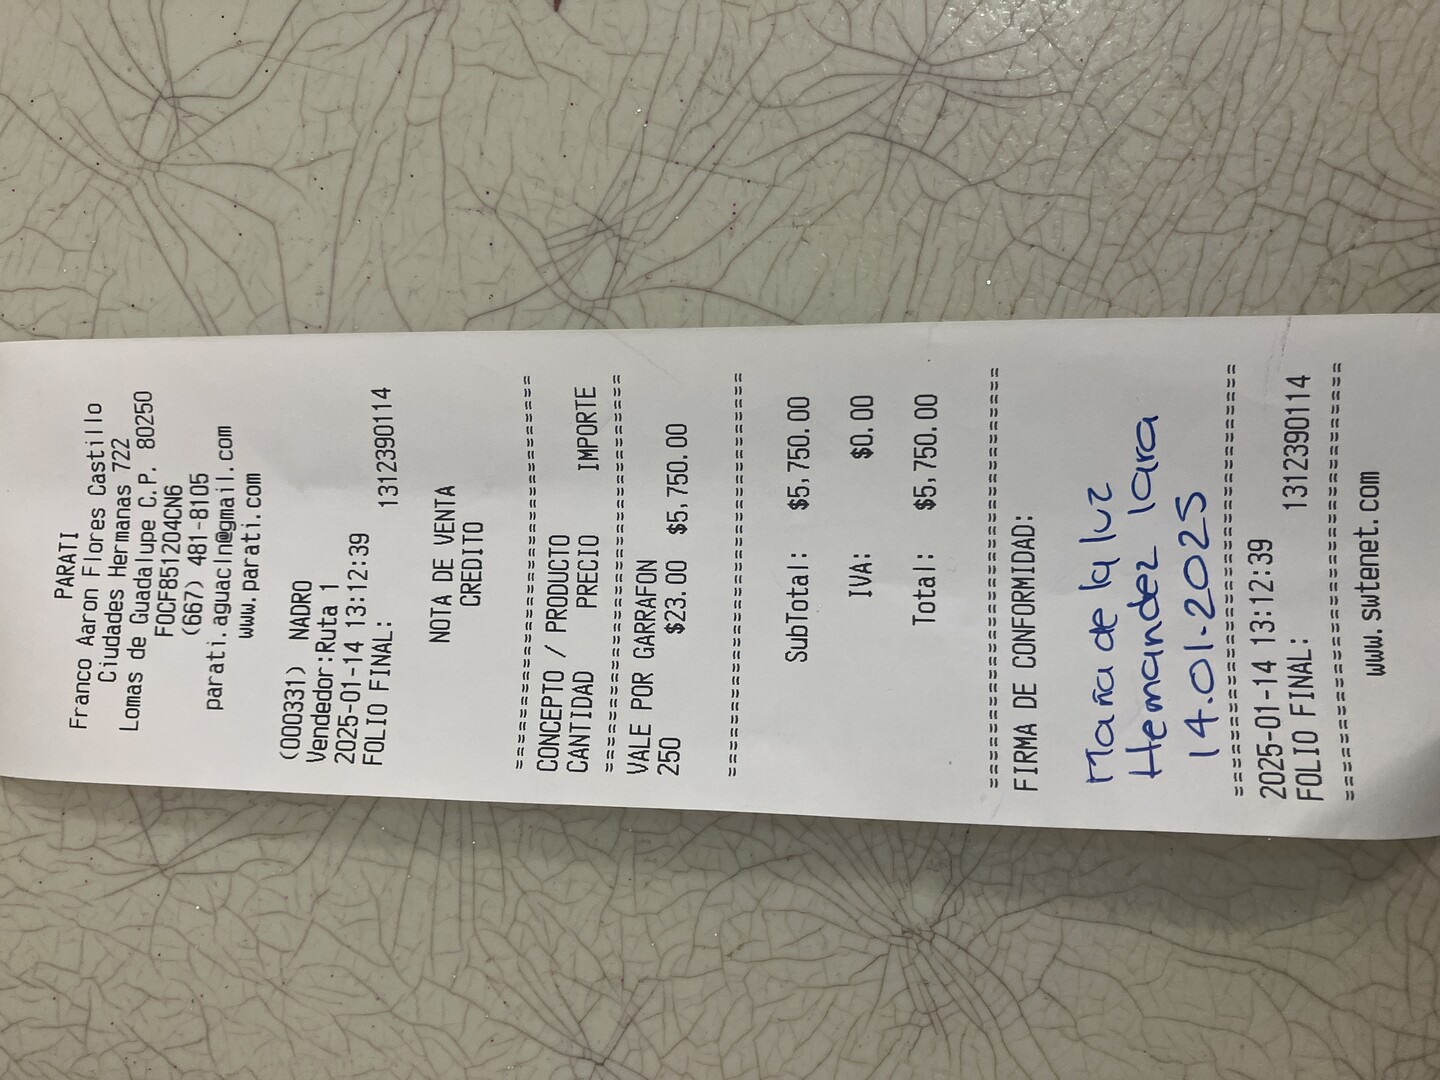 PARATI
Franco Aaron Flores Castillo
Ciudades Hermanas 722
Lomas de Guadalupe C.P. 80250
FOCF851204CN6
(667) 481-8105
parati.aguacln@gmail.com
www.parati.com
(000331) NADRO
Vendedor:Ruta 1
2025-01-14 13:12:39
FOLIO FINAL: 1312390114
NOTA DE VENTA
CREDITO
==============================
CONCEPTO / PRODUCTO
CANTIDAD PRECIO IMPORTE
==============================
VALE POR GARRAFON
250 $23.00 $5,750.00
==============================
SubTotal: $5,750.00
IVA: $0.00
Total: $5,750.00
==============================
FIRMA DE CONFORMIDAD:
María de la luz
Hernandez lara
14.01.2025
==============================
2025-01-14 13:12:39
FOLIO FINAL: 1312390114
==============================
www.swtenet.com